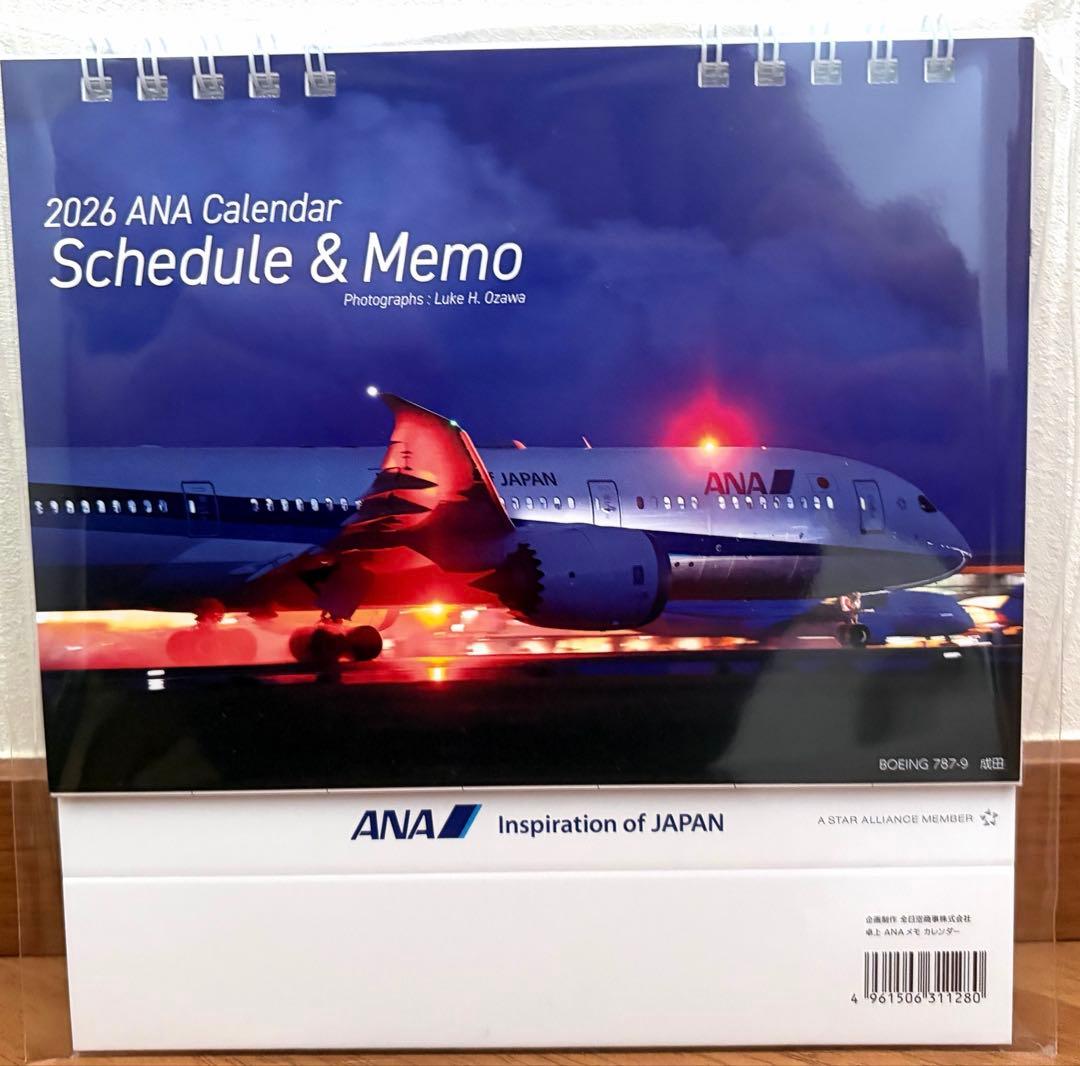 2026 ANA Calendar
Schedule & Memo
Photographs : Luke H. Ozawa
F JAPAN
ANA
BOEING 787-9 成田
ANA
Inspiration of JAPAN
A STAR ALLIANCE MEMBER
企画制作 全日空商事株式会社
卓上 ANAメモ カレンダー
4 961506 311280